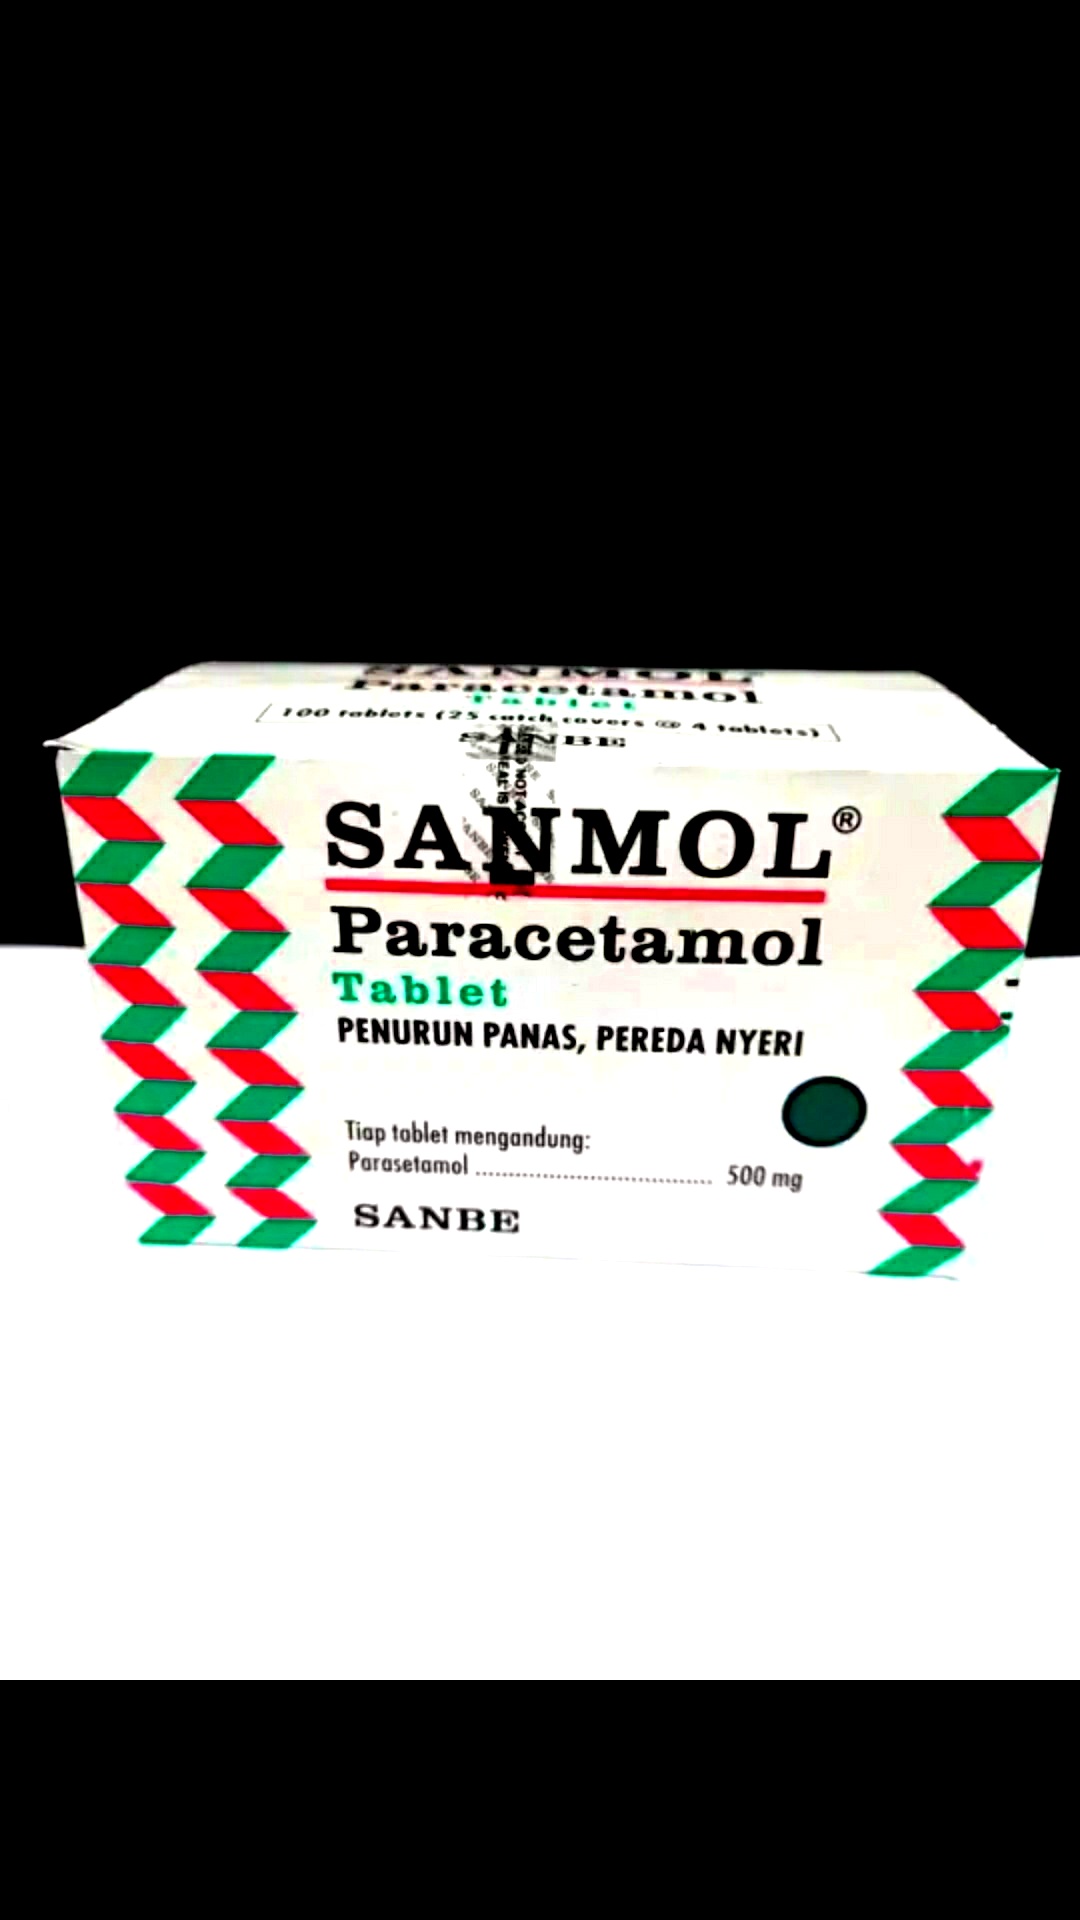 SANMOL
Paracetamol
Tablet
100 tablets (25 catch covers @ 4 tablets)
SANBE
SANMOL®
Paracetamol
Tablet
PENURUN PANAS, PEREDA NYERI
Tiap tablet mengandung:
Parasetamol .................................. 500 mg
SANBE